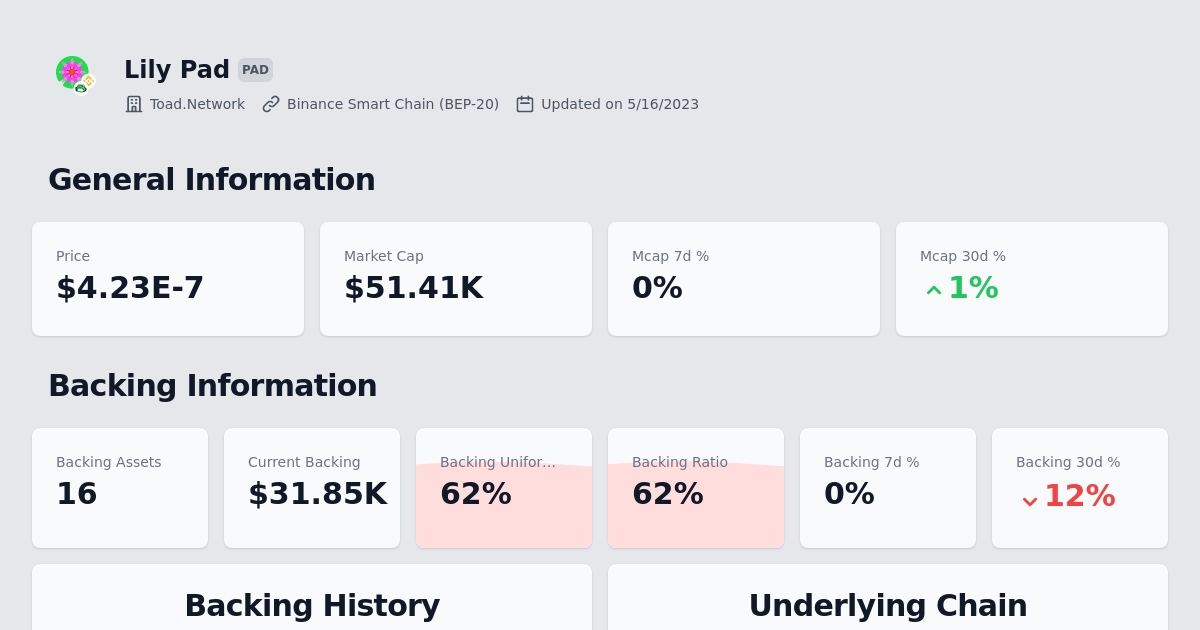 Lily Pad PAD
Toad.Network Binance Smart Chain (BEP-20) Updated on 5/16/2023
General Information
Price Market Cap Mcap 7d % Mcap 30d %
$4.23E-7 $51.41K 0% 1%
Backing Information
Backing Assets Current Backing Backing Unifor... Backing Ratio Backing 7d % Backing 30d %
16 $31.85K 62% 62% 0% 12%
Backing History Underlying Chain